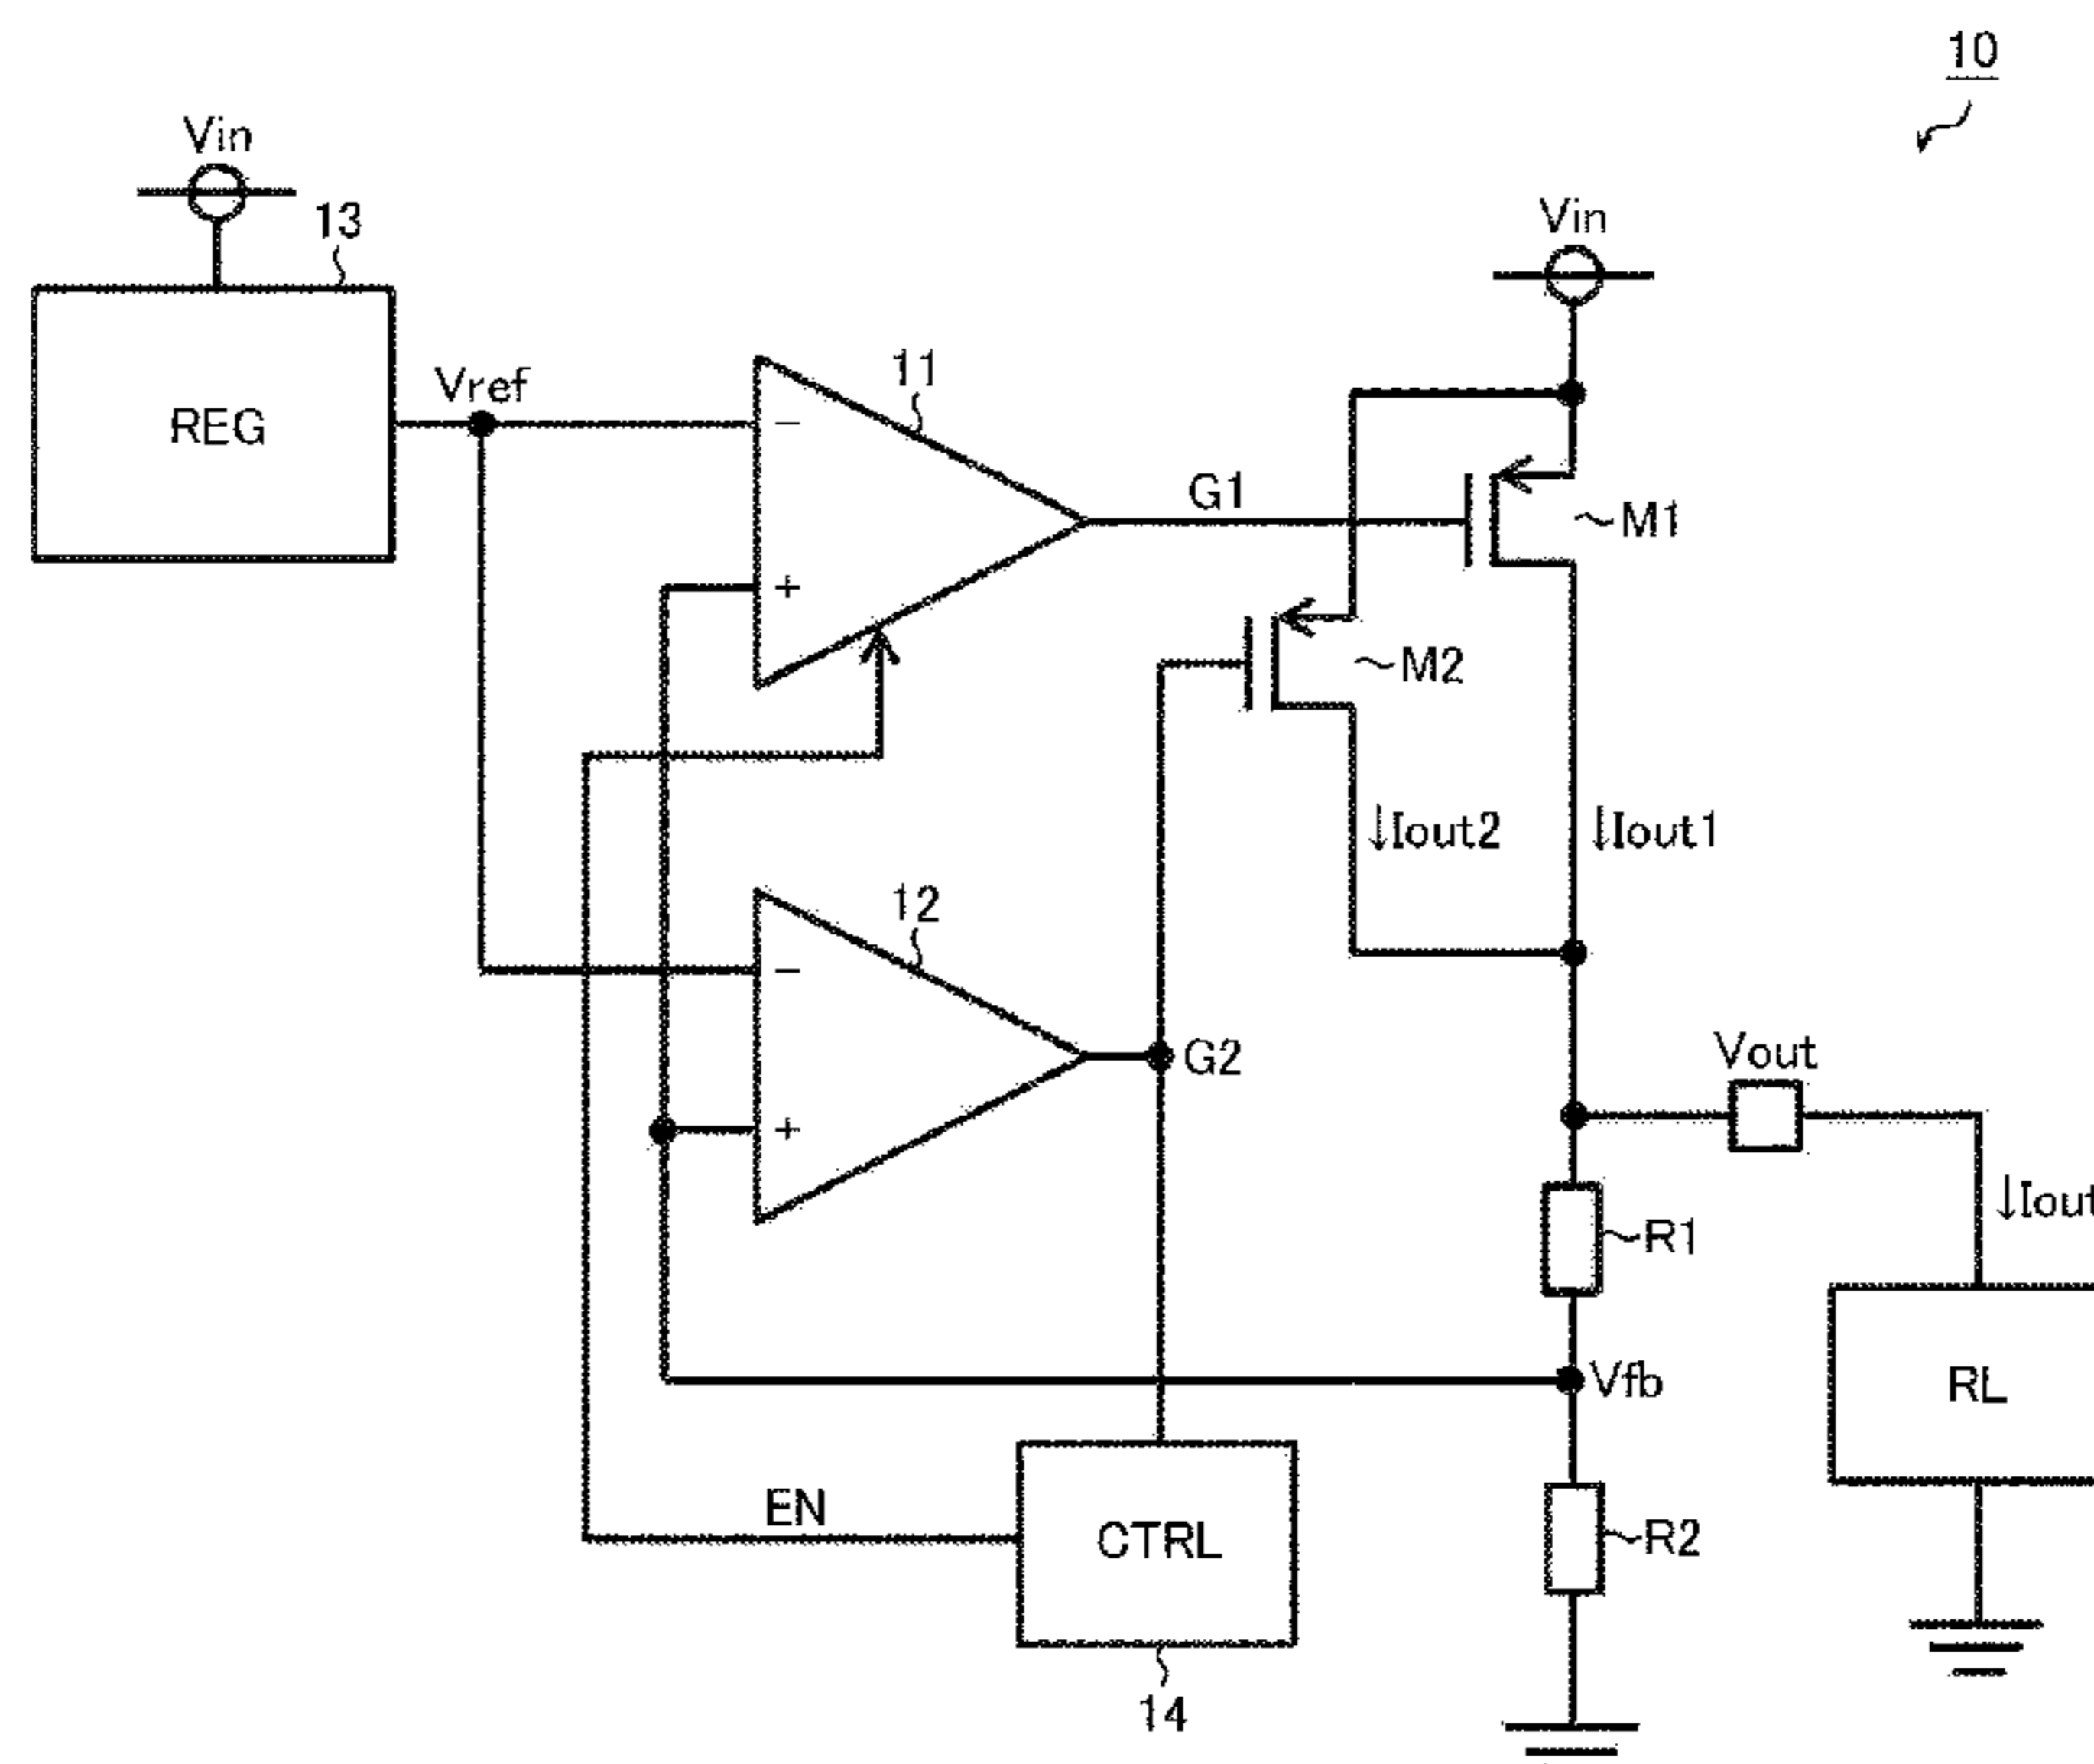 10
Vin
13
REG
Vref
11
−
+
G1
Vin
M1
M2
Iout2
Iout1
12
−
+
G2
Vout
Iout
R1
Vfb
RL
EN
CTRL
R2
14